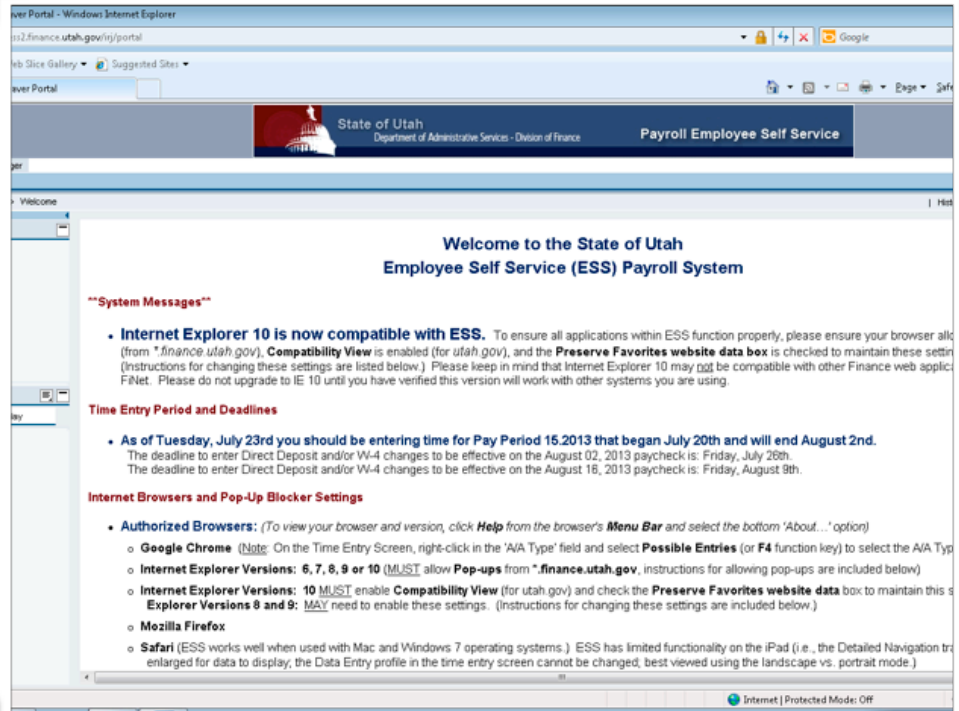 ver Portal - Windows Internet Explorer
ss2.finance.utah.gov/irj/portal
Google
eb Slice Gallery Suggested Sites
aver Portal
Page Safe
State of Utah
Department of Administrative Services - Division of Finance
Payroll Employee Self Service
ger
Welcome
| Hist
Welcome to the State of Utah
Employee Self Service (ESS) Payroll System
**System Messages**
• Internet Explorer 10 is now compatible with ESS. To ensure all applications within ESS function properly, please ensure your browser allo
(from *.finance.utah.gov), Compatibility View is enabled (for utah.gov), and the Preserve Favorites website data box is checked to maintain these settin
(Instructions for changing these settings are listed below.) Please keep in mind that Internet Explorer 10 may not be compatible with other Finance web applica
FiNet. Please do not upgrade to IE 10 until you have verified this version will work with other systems you are using.
lay
Time Entry Period and Deadlines
• As of Tuesday, July 23rd you should be entering time for Pay Period 15.2013 that began July 20th and will end August 2nd.
The deadline to enter Direct Deposit and/or W-4 changes to be effective on the August 02, 2013 paycheck is: Friday, July 26th.
The deadline to enter Direct Deposit and/or W-4 changes to be effective on the August 16, 2013 paycheck is: Friday, August 9th.
Internet Browsers and Pop-Up Blocker Settings
• Authorized Browsers: (To view your browser and version, click Help from the browser's Menu Bar and select the bottom 'About...' option)
o Google Chrome (Note: On the Time Entry Screen, right-click in the 'A/A Type' field and select Possible Entries (or F4 function key) to select the A/A Typ
o Internet Explorer Versions: 6, 7, 8, 9 or 10 (MUST allow Pop-ups from *.finance.utah.gov, instructions for allowing pop-ups are included below)
o Internet Explorer Versions: 10 MUST enable Compatibility View (for utah.gov) and check the Preserve Favorites website data box to maintain this s
Explorer Versions 8 and 9: MAY need to enable these settings. (Instructions for changing these settings are included below.)
o Mozilla Firefox
o Safari (ESS works well when used with Mac and Windows 7 operating systems.) ESS has limited functionality on the iPad (i.e., the Detailed Navigation tra
enlarged for data to display; the Data Entry profile in the time entry screen cannot be changed; best viewed using the landscape vs. portrait mode.)
Internet | Protected Mode: Off